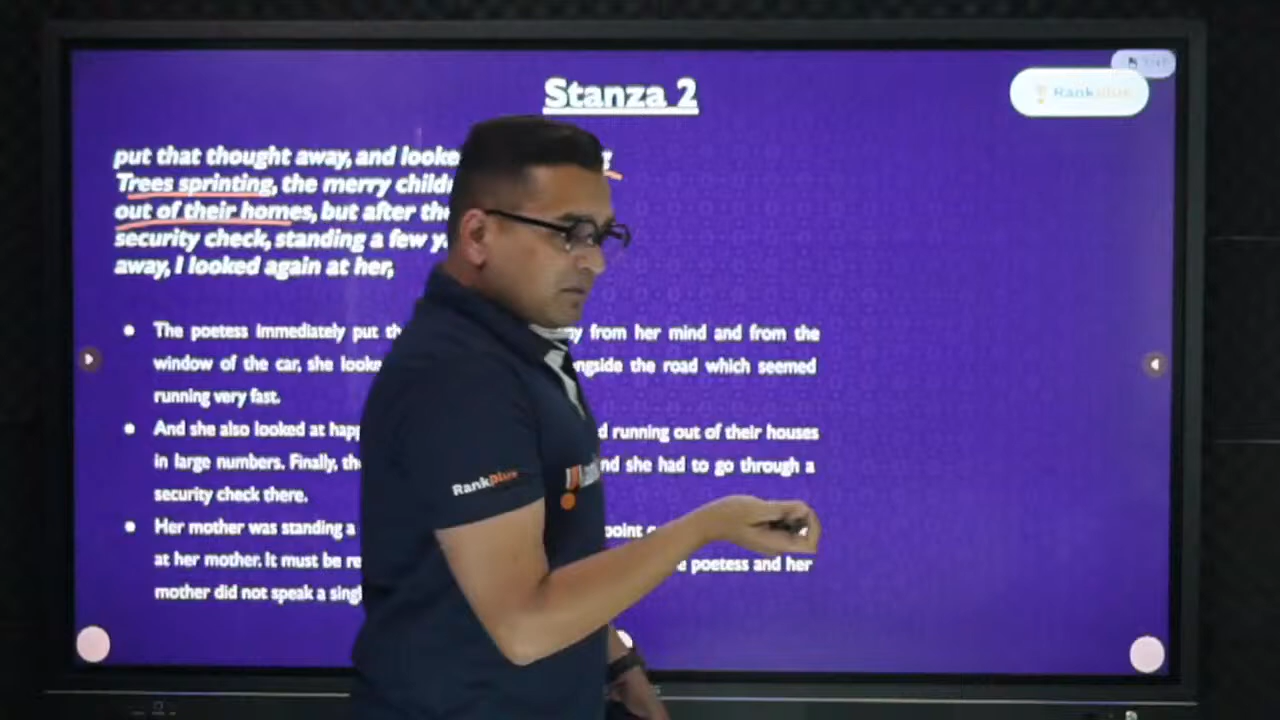 Stanza 2
Rankplus
put that thought away, and looke
Trees sprinting, the merry child
out of their homes, but after the
security check, standing a few y
away, I looked again at her,
The poetess immediately put th y from her mind and from the
window of the car, she looke ngside the road which seemed
running very fast.
And she also looked at hap d running out of their houses
in large numbers. Finally, th nd she had to go through a
security check there.
Her mother was standing a point
at her mother. It must be re poetess and her
mother did not speak a singl
Rankplus